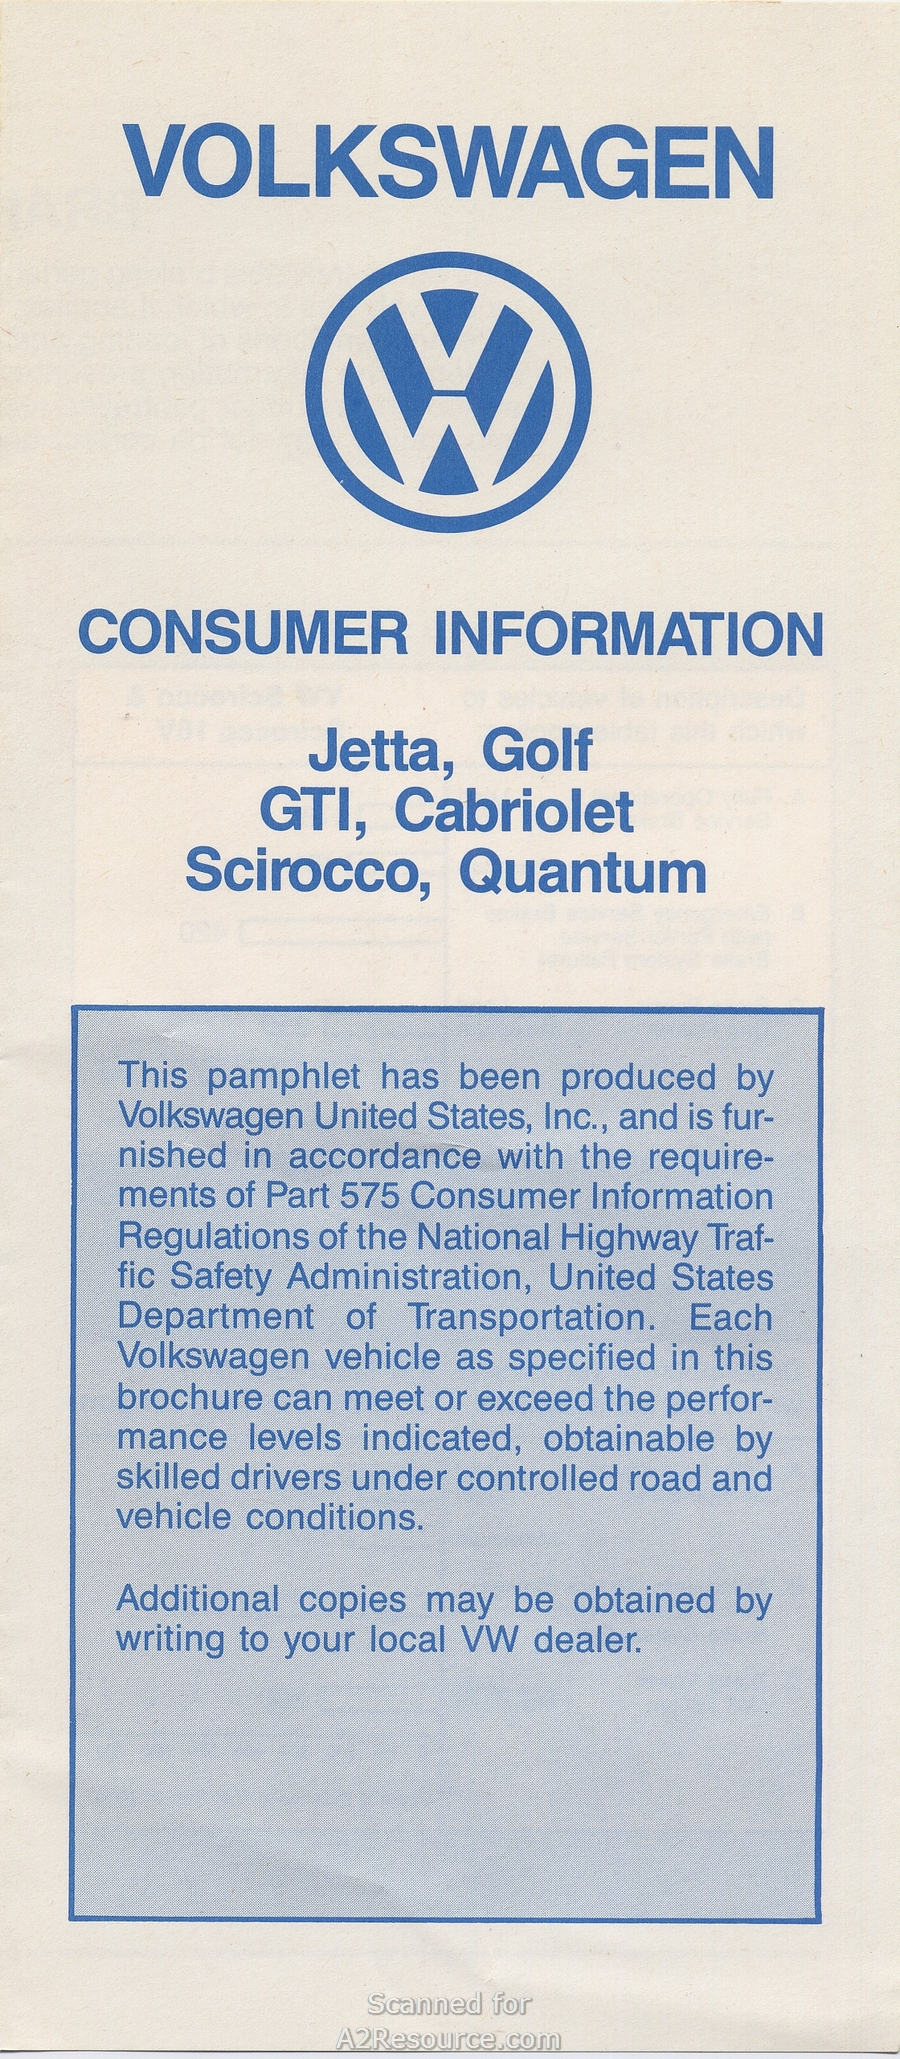 VOLKSWAGEN
CONSUMER INFORMATION
Jetta, Golf
GTI, Cabriolet
Scirocco, Quantum
This pamphlet has been produced by
Volkswagen United States, Inc., and is fur-
nished in accordance with the require-
ments of Part 575 Consumer Information
Regulations of the National Highway Traf-
fic Safety Administration, United States
Department of Transportation. Each
Volkswagen vehicle as specified in this
brochure can meet or exceed the perfor-
mance levels indicated, obtainable by
skilled drivers under controlled road and
vehicle conditions.
Additional copies may be obtained by
writing to your local VW dealer.
Scanned for
A2Resource.com